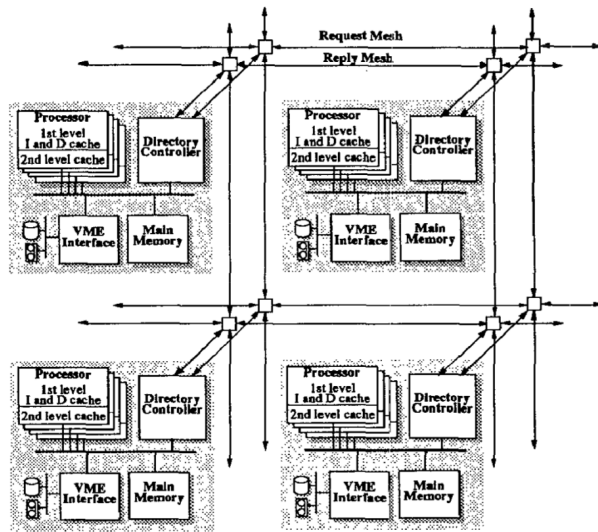 Request Mesh
Reply Mesh
Processor
1st level
I and D cache
2nd level cache
Directory
Controller
VME
Interface
Main
Memory
Processor
1st level
I and D cache
2nd level cache
Directory
Controller
VME
Interface
Main
Memory
Processor
1st level
I and D cache
2nd level cache
Directory
Controller
VME
Interface
Main
Memory
Processor
1st level
I and D cache
2nd level cache
Directory
Controller
VME
Interface
Main
Memory